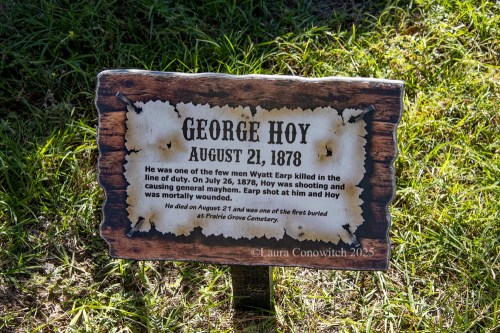 GEORGE HOY
AUGUST 21, 1878
He was one of the few men Wyatt Earp killed in the
line of duty. On July 26, 1878, Hoy was shooting and
causing general mayhem. Earp shot at him and Hoy
was mortally wounded.
He died on August 21 and was one of the first buried
at Prairie Grove Cemetery.
©Laura Conowitch 2025